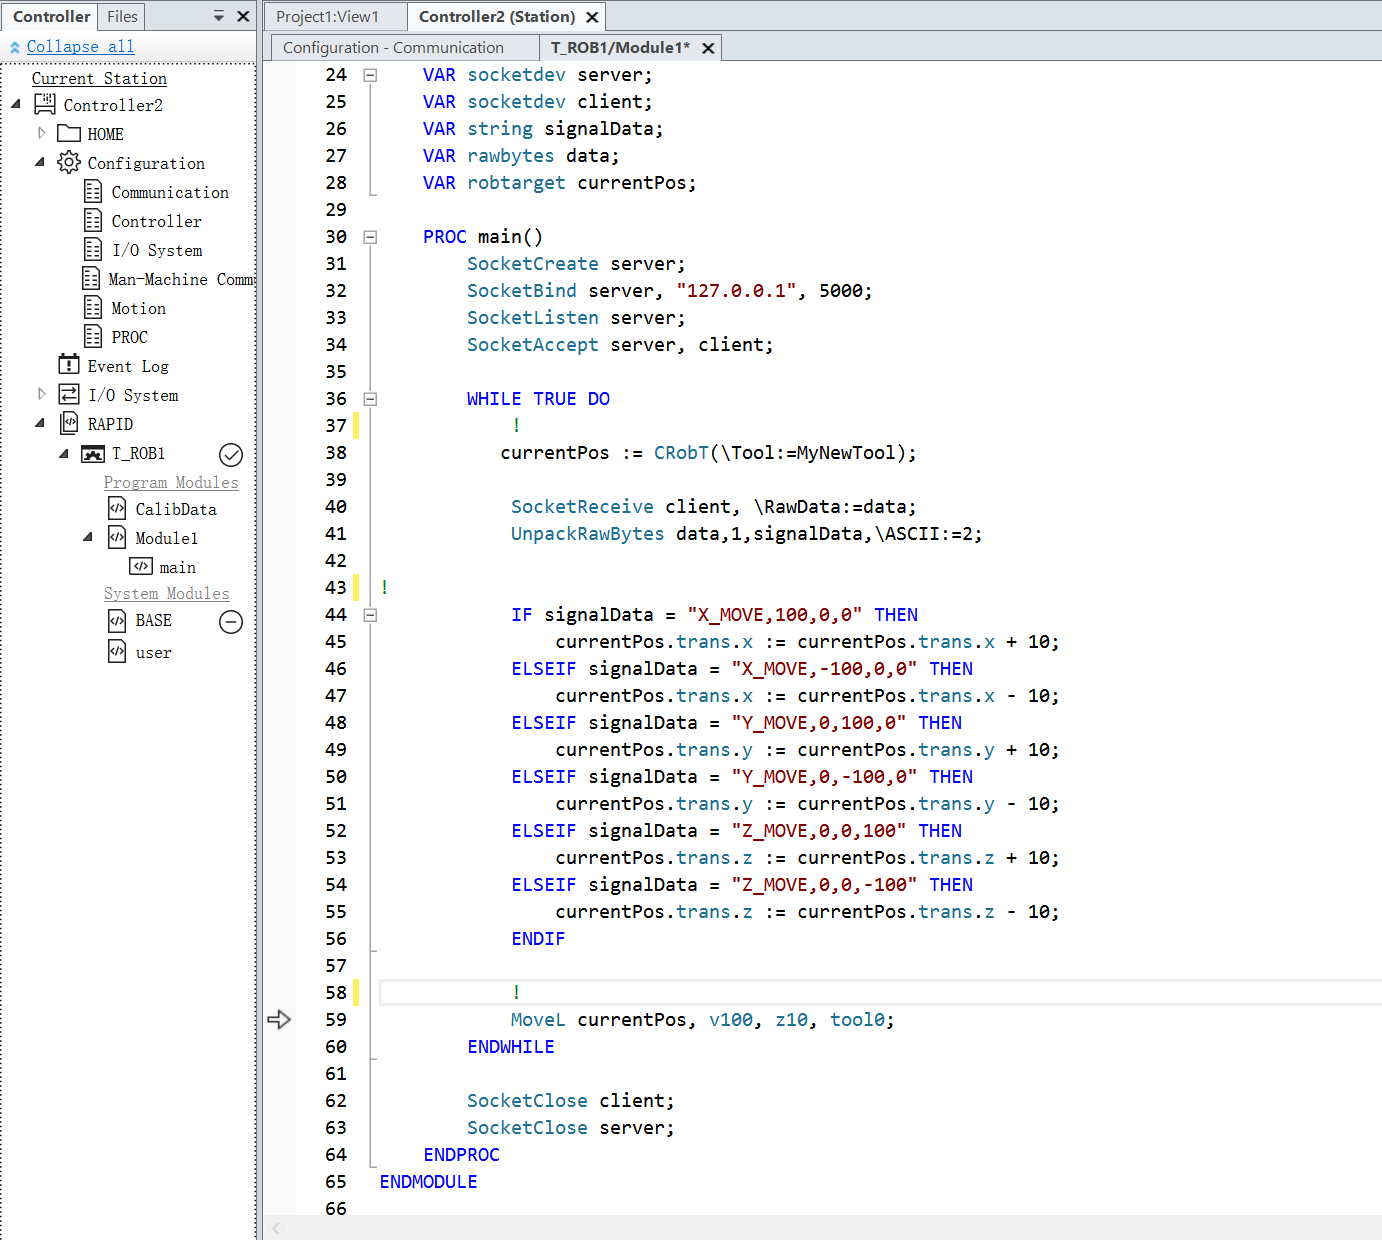 Controller
Files
Collapse all
Current Station
Controller2
HOME
Configuration
Communication
Controller
I/O System
Man-Machine Comm
Motion
PROC
Event Log
I/O System
RAPID
T_ROB1
Program Modules
CalibData
Module1
main
System Modules
BASE
user
Project1:View1
Controller2 (Station)
Configuration - Communication
T_ROB1/Module1*
24 VAR socketdev server;
25 VAR socketdev client;
26 VAR string signalData;
27 VAR rawbytes data;
28 VAR robtarget currentPos;
29
30 PROC main()
31 SocketCreate server;
32 SocketBind server, "127.0.0.1", 5000;
33 SocketListen server;
34 SocketAccept server, client;
35
36 WHILE TRUE DO
37 !
38 currentPos := CRobT(\Tool:=MyNewTool);
39
40 SocketReceive client, \RawData:=data;
41 UnpackRawBytes data,1,signalData,\ASCII:=2;
42
43 !
44 IF signalData = "X_MOVE,100,0,0" THEN
45 currentPos.trans.x := currentPos.trans.x + 10;
46 ELSEIF signalData = "X_MOVE,-100,0,0" THEN
47 currentPos.trans.x := currentPos.trans.x - 10;
48 ELSEIF signalData = "Y_MOVE,0,100,0" THEN
49 currentPos.trans.y := currentPos.trans.y + 10;
50 ELSEIF signalData = "Y_MOVE,0,-100,0" THEN
51 currentPos.trans.y := currentPos.trans.y - 10;
52 ELSEIF signalData = "Z_MOVE,0,0,100" THEN
53 currentPos.trans.z := currentPos.trans.z + 10;
54 ELSEIF signalData = "Z_MOVE,0,0,-100" THEN
55 currentPos.trans.z := currentPos.trans.z - 10;
56 ENDIF
57
58 !
59 MoveL currentPos, v100, z10, tool0;
60 ENDWHILE
61
62 SocketClose client;
63 SocketClose server;
64 ENDPROC
65 ENDMODULE
66